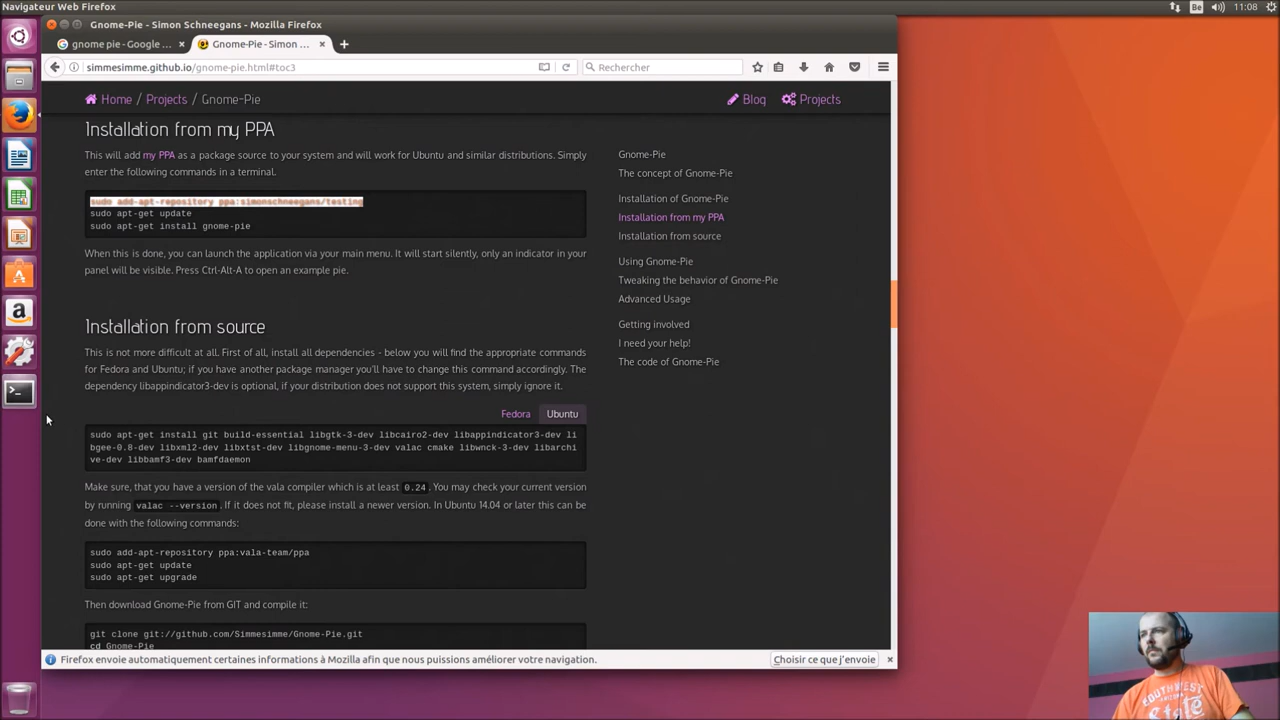 Navigateur Web Firefox
Be
11:08
Gnome-Pie - Simon Schneegans - Mozilla Firefox
gnome pie - Google ...
Gnome-Pie - Simon ...
simmesimme.github.io/gnome-pie.html#toc3
Rechercher
Home / Projects / Gnome-Pie
Blog
Projects
Installation from my PPA
This will add my PPA as a package source to your system and will work for Ubuntu and similar distributions. Simply
enter the following commands in a terminal.
sudo add-apt-repository ppa:simonschneegans/testing
sudo apt-get update
sudo apt-get install gnome-pie
When this is done, you can launch the application via your main menu. It will start silently, only an indicator in your
panel will be visible. Press Ctrl-Alt-A to open an example pie.
Installation from source
This is not more difficult at all. First of all, install all dependencies - below you will find the appropriate commands
for Fedora and Ubuntu; if you have another package manager you'll have to change this command accordingly. The
dependency libappindicator3-dev is optional, if your distribution does not support this system, simply ignore it.
Fedora
Ubuntu
sudo apt-get install git build-essential libgtk-3-dev libcairo2-dev libappindicator3-dev li
bgee-0.8-dev libxml2-dev libxtst-dev libgnome-menu-3-dev valac cmake libwnck-3-dev libarchi
ve-dev libbamf3-dev bamfdaemon
Make sure, that you have a version of the vala compiler which is at least 0.24. You may check your current version
by running valac --version. If it does not fit, please install a newer version. In Ubuntu 14.04 or later this can be
done with the following commands:
sudo add-apt-repository ppa:vala-team/ppa
sudo apt-get update
sudo apt-get upgrade
Then download Gnome-Pie from GIT and compile it:
git clone git://github.com/Simmesimme/Gnome-Pie.git
cd Gnome-Pie
Gnome-Pie
The concept of Gnome-Pie
Installation of Gnome-Pie
Installation from my PPA
Installation from source
Using Gnome-Pie
Tweaking the behavior of Gnome-Pie
Advanced Usage
Getting involved
I need your help!
The code of Gnome-Pie
Firefox envoie automatiquement certaines informations à Mozilla afin que nous puissions améliorer votre navigation.
Choisir ce que j'envoie
SOUTHWEST
State